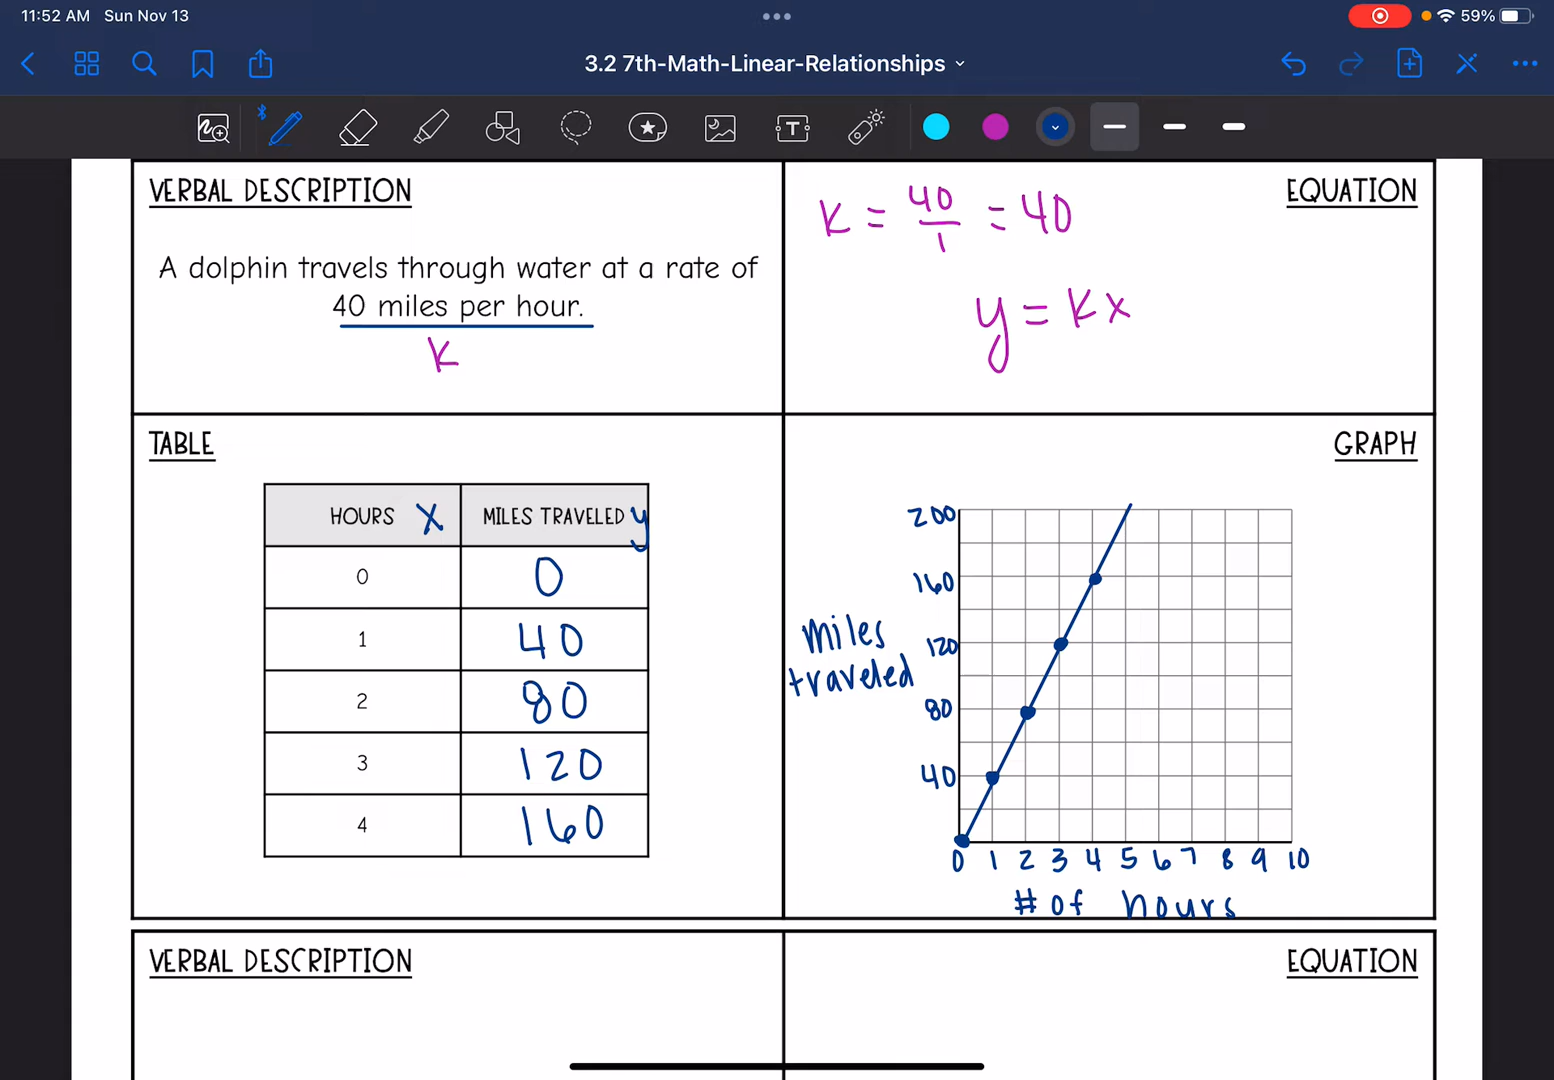 11:52 AM Sun Nov 13
59%
3.2 7th-Math-Linear-Relationships
T
VERBAL DESCRIPTION
A dolphin travels through water at a rate of
40 miles per hour.
k
EQUATION
k = 40/1 = 40
y = kx
TABLE
HOURS x MILES TRAVELED y
0 0
1 40
2 80
3 120
4 160
GRAPH
200
160
120
80
40
miles
traveled
0 1 2 3 4 5 6 7 8 9 10
# of hours
VERBAL DESCRIPTION
EQUATION